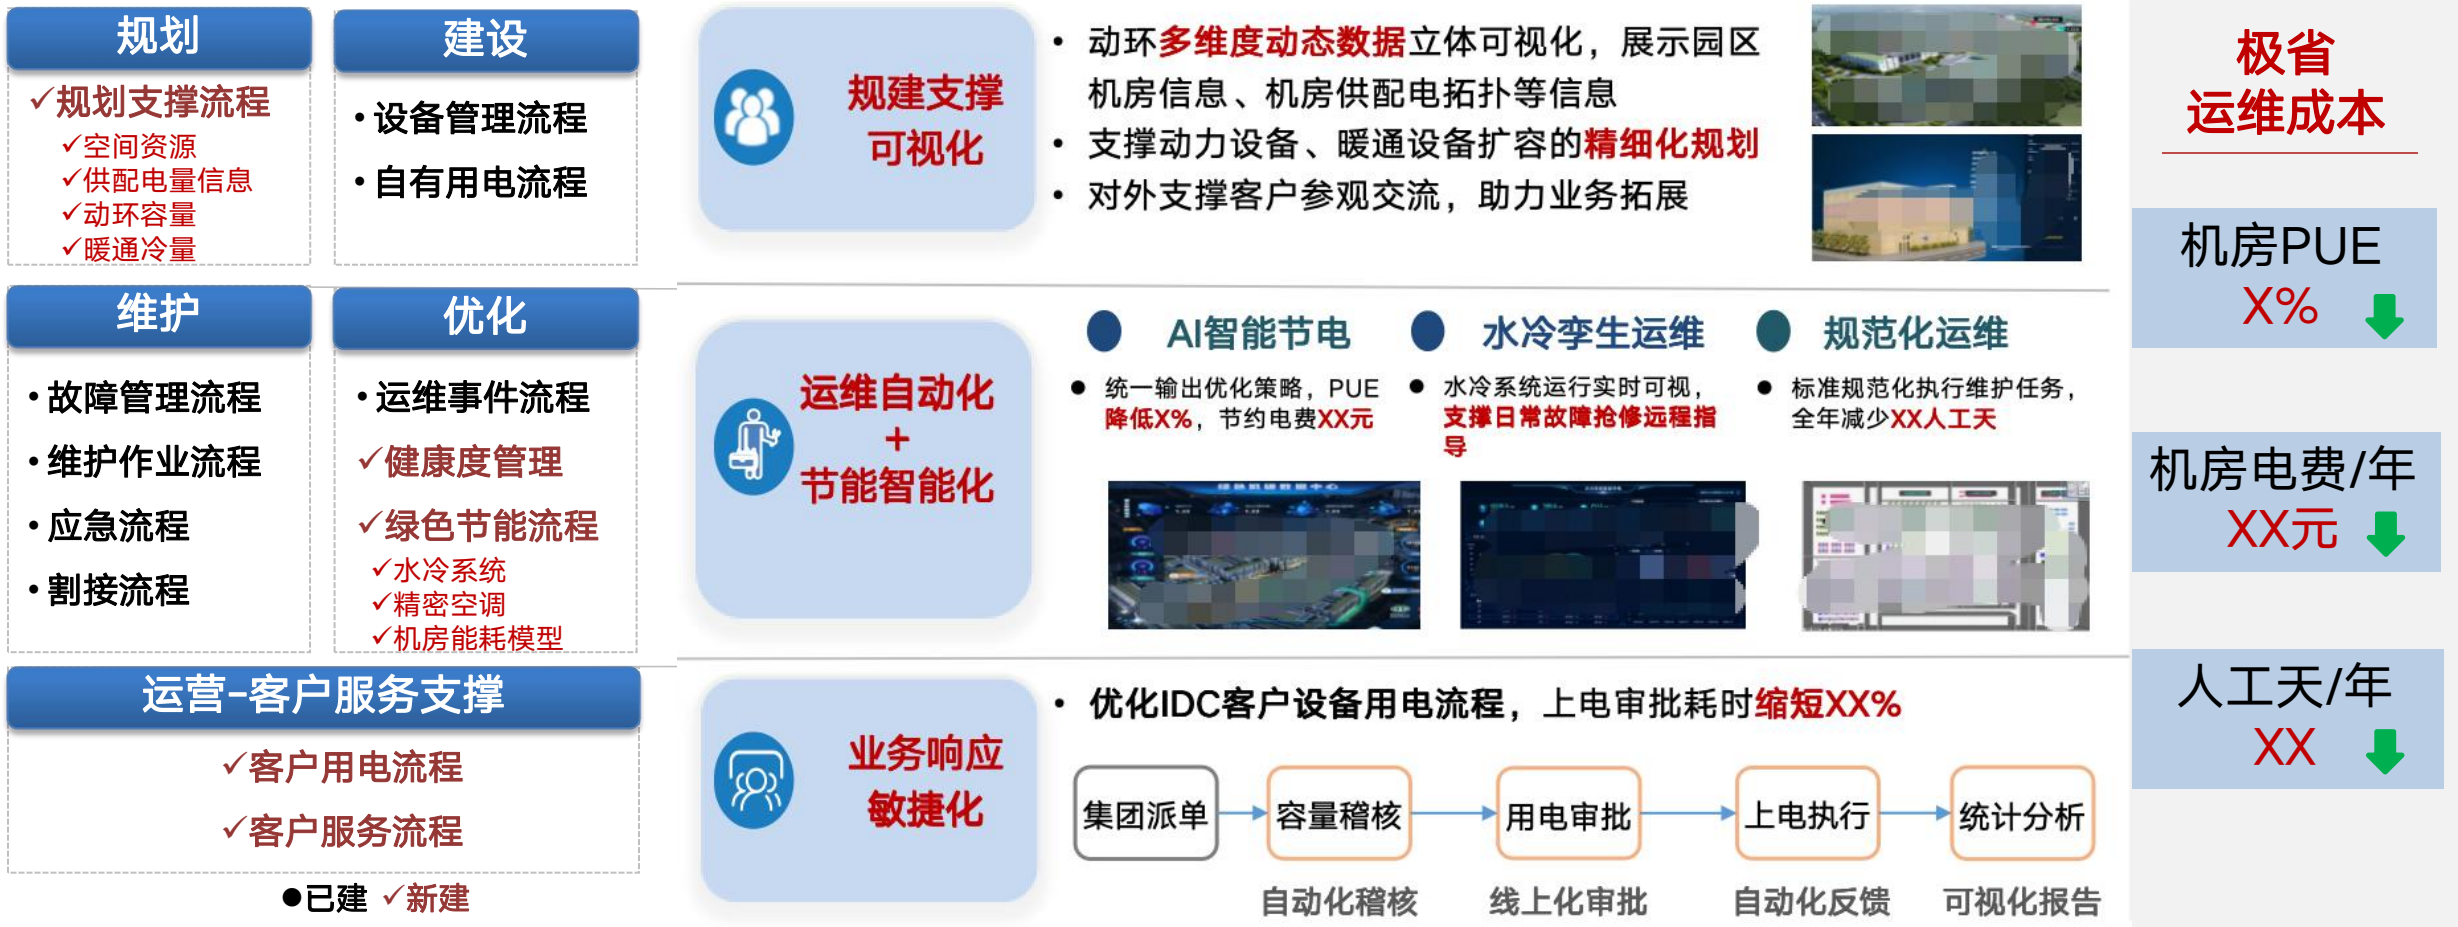 规划
✓规划支撑流程
✓空间资源
✓供配电量信息
✓动环容量
✓暖通冷量
建设
•设备管理流程
•自有用电流程
维护
•故障管理流程
•维护作业流程
•应急流程
•割接流程
优化
•运维事件流程
✓健康度管理
✓绿色节能流程
✓水冷系统
✓精密空调
✓机房能耗模型
运营-客户服务支撑
✓客户用电流程
✓客户服务流程
●已建 ✓新建
规建支撑
可视化
• 动环多维度动态数据立体可视化，展示园区
机房信息、机房供配电拓扑等信息
• 支撑动力设备、暖通设备扩容的精细化规划
• 对外支撑客户参观交流，助力业务拓展
运维自动化
+
节能智能化
AI智能节电
● 统一输出优化策略，PUE
降低X%，节约电费XX元
水冷孪生运维
● 水冷系统运行实时可视，
支撑日常故障抢修远程指
导
规范化运维
● 标准规范化执行维护任务，
全年减少XX人工天
业务响应
敏捷化
• 优化IDC客户设备用电流程，上电审批耗时缩短XX%
集团派单
容量稽核
用电审批
上电执行
统计分析
自动化稽核
线上化审批
自动化反馈
可视化报告
极省
运维成本
机房PUE
X%
机房电费/年
XX元
人工天/年
XX